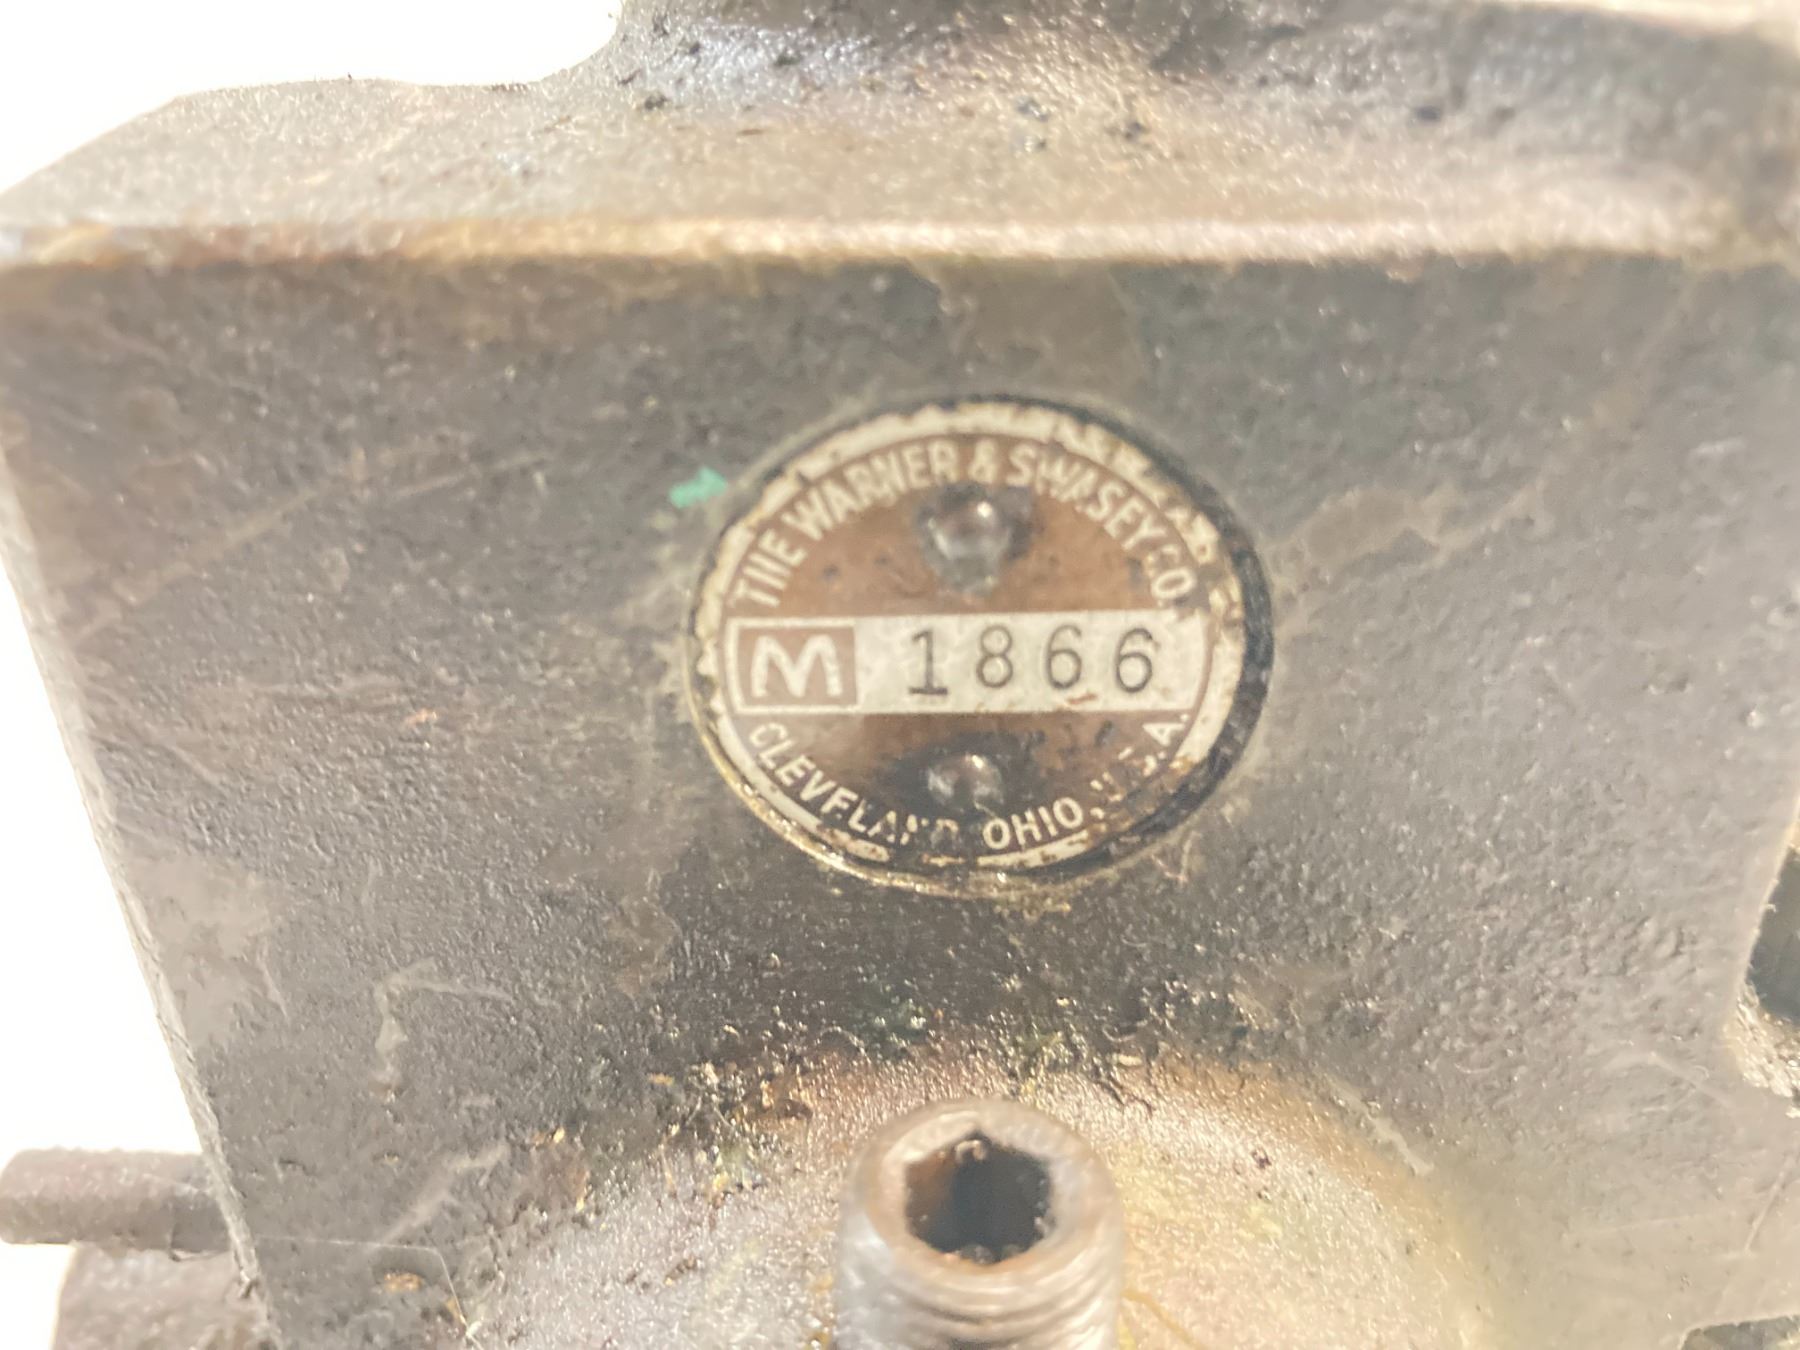 THE WARNER & SWASEY CO.
M 1866
CLEVELAND, OHIO, U.S.A.